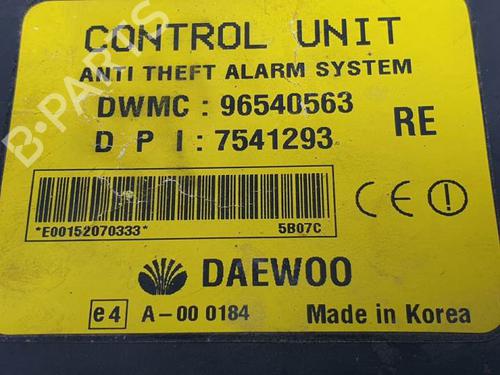 CONTROL UNIT
ANTI THEFT ALARM SYSTEM
DWMC : 96540563
D P I : 7541293
RE
*E00152070333*
5B07C
CE
DAEWOO
e4 A-00 0184
Made in Korea
B-PARTS